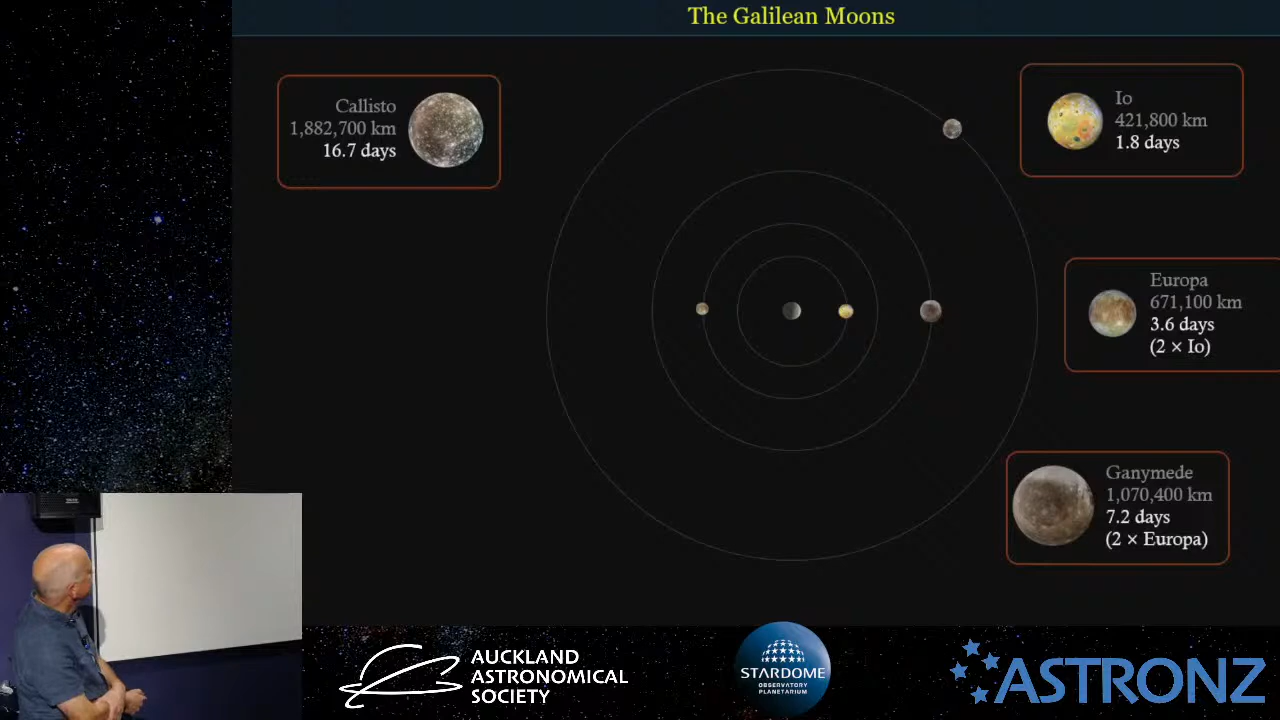 The Galilean Moons
Callisto
1,882,700 km
16.7 days
Io
421,800 km
1.8 days
Europa
671,100 km
3.6 days
(2 × Io)
Ganymede
1,070,400 km
7.2 days
(2 × Europa)
AUCKLAND
ASTRONOMICAL
SOCIETY
STARDOME
OBSERVATORY
PLANETARIUM
ASTRONZ